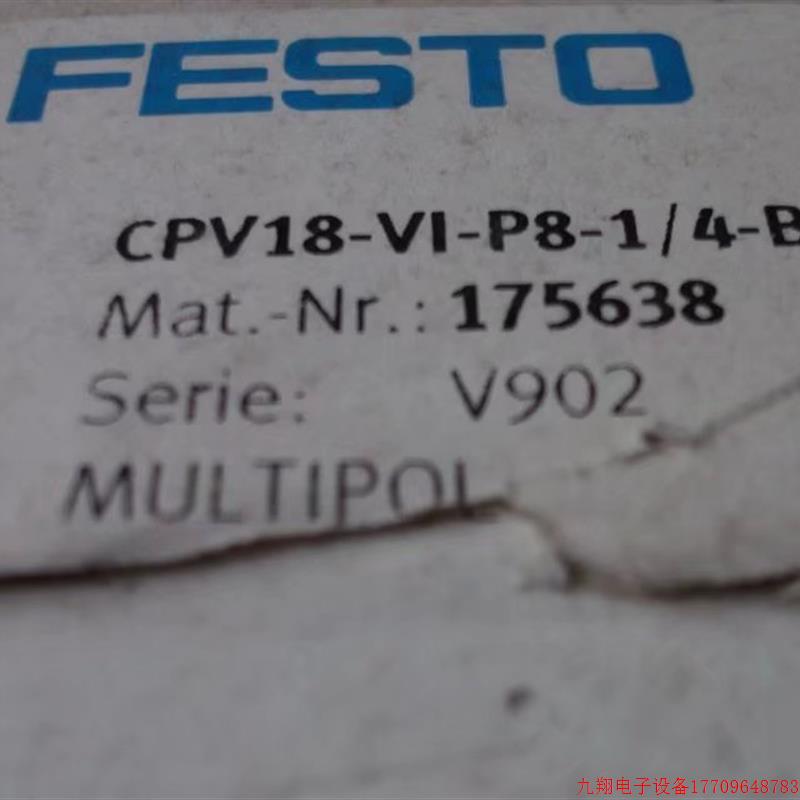 FESTO
CPV18-VI-P8-1/4-B
Mat.-Nr.: 175638
Serie: V902
MULTIPOL
九翔电子设备17709648783